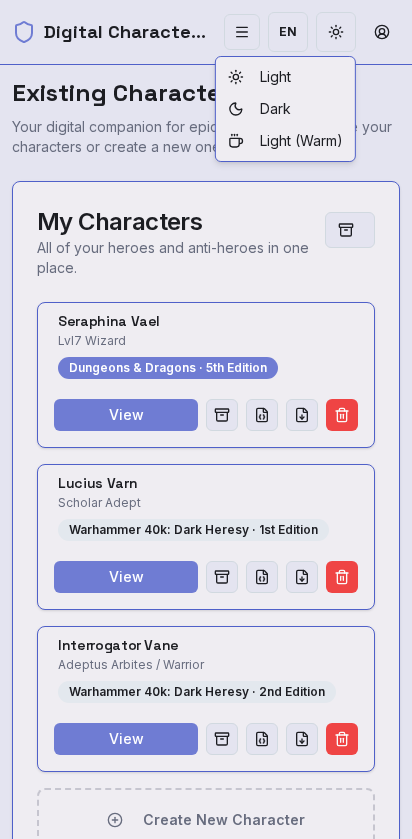 Digital Characte...
EN
Light
Dark
Light (Warm)
Existing Characte
Your digital companion for epic
your
characters or create a new one
My Characters
All of your heroes and anti-heroes in one
place.
Seraphina Vael
Lvl7 Wizard
Dungeons & Dragons · 5th Edition
View
Lucius Varn
Scholar Adept
Warhammer 40k: Dark Heresy · 1st Edition
View
Interrogator Vane
Adeptus Arbites / Warrior
Warhammer 40k: Dark Heresy · 2nd Edition
View
Create New Character